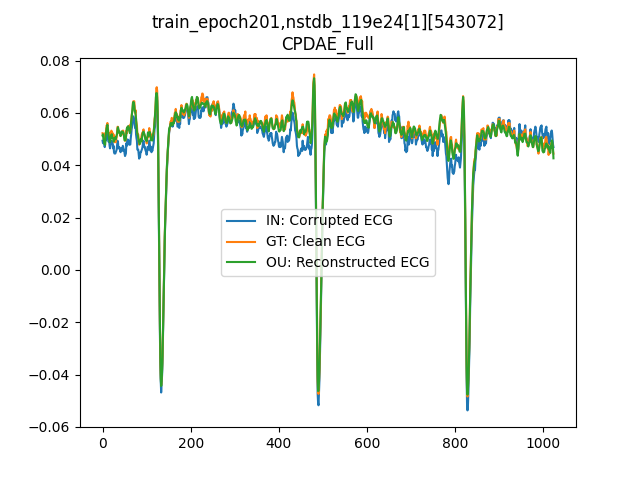 train_epoch201,nstdb_119e24[1][543072]
CPDAE_Full
0.08
0.06
0.04
0.02
0.00
−0.02
−0.04
−0.06
IN: Corrupted ECG
GT: Clean ECG
OU: Reconstructed ECG
0 200 400 600 800 1000